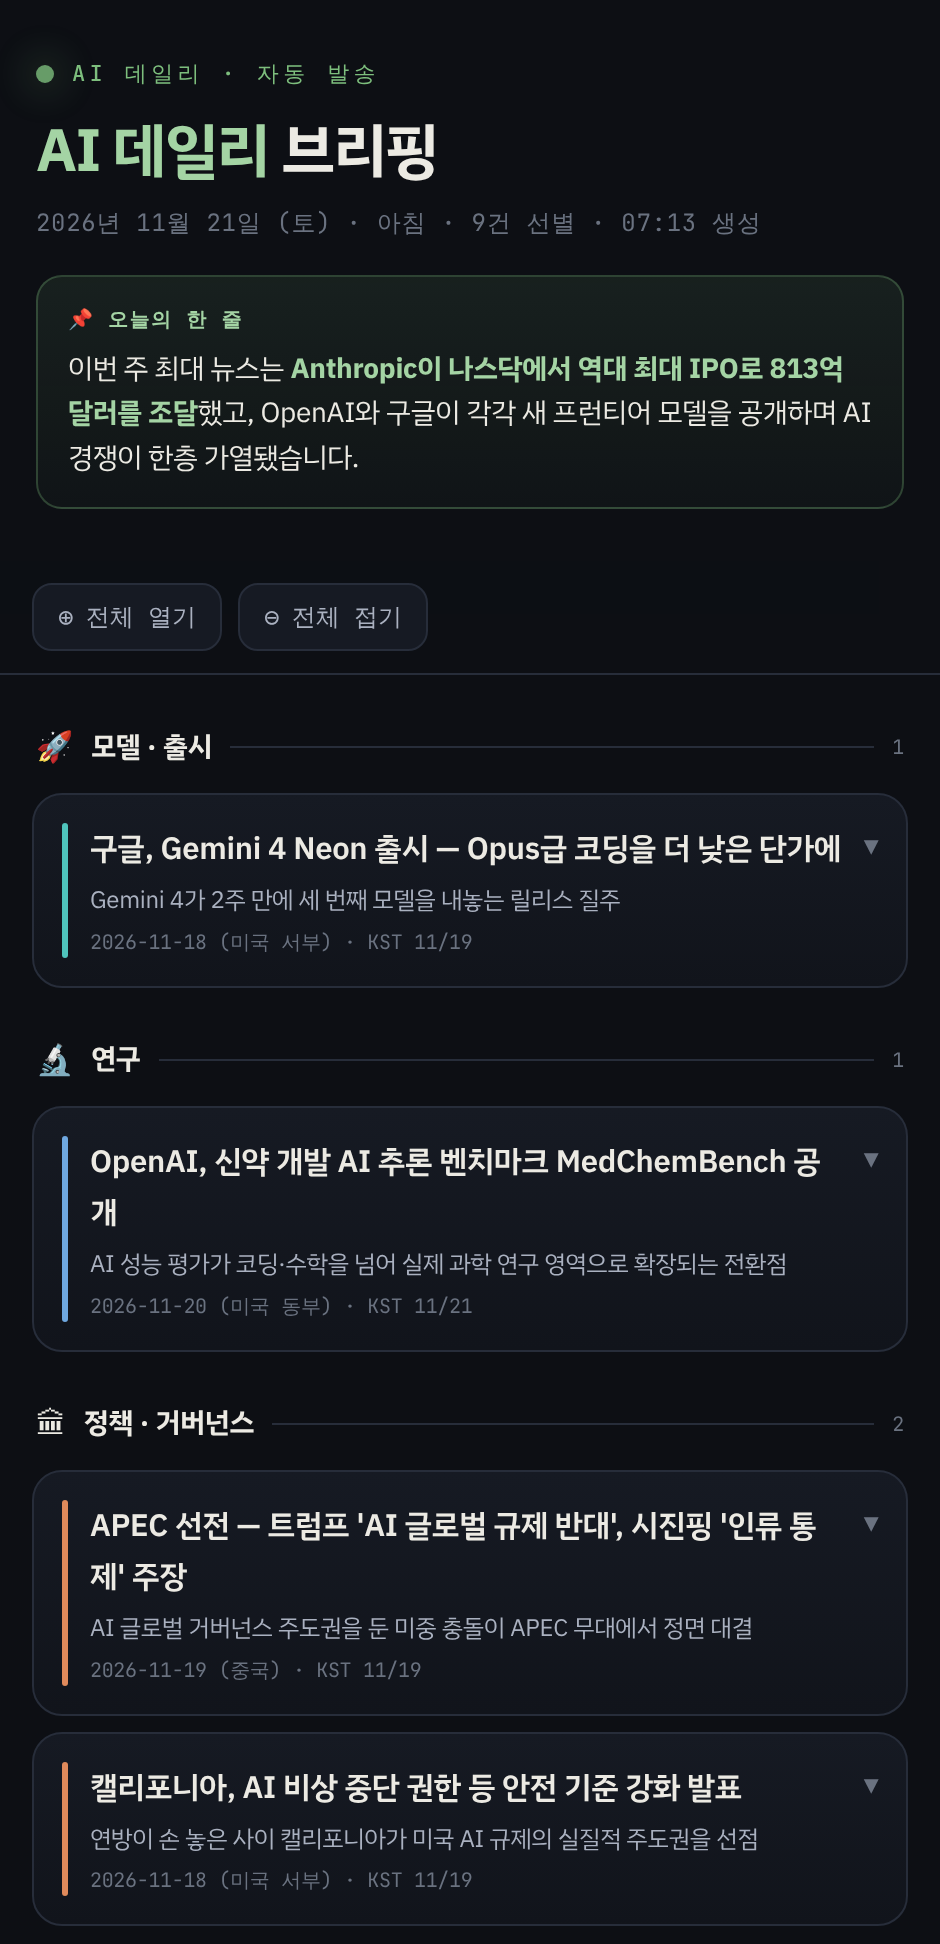 AI 데일리 · 자동 발송
AI 데일리 브리핑
2026년 11월 21일 (토) · 아침 · 9건 선별 · 07:13 생성
📌 오늘의 한 줄
이번 주 최대 뉴스는 Anthropic이 나스닥에서 역대 최대 IPO로 813억
달러를 조달했고, OpenAI와 구글이 각각 새 프런티어 모델을 공개하며 AI
경쟁이 한층 가열됐습니다.
⊕ 전체 열기 ⊖ 전체 접기
🚀 모델 · 출시 1
구글, Gemini 4 Neon 출시 — Opus급 코딩을 더 낮은 단가에 ▼
Gemini 4가 2주 만에 세 번째 모델을 내놓는 릴리스 질주
2026-11-18 (미국 서부) · KST 11/19
🔬 연구 1
OpenAI, 신약 개발 AI 추론 벤치마크 MedChemBench 공 ▼
개
AI 성능 평가가 코딩·수학을 넘어 실제 과학 연구 영역으로 확장되는 전환점
2026-11-20 (미국 동부) · KST 11/21
🏛 정책 · 거버넌스 2
APEC 선전 — 트럼프 'AI 글로벌 규제 반대', 시진핑 '인류 통 ▼
제' 주장
AI 글로벌 거버넌스 주도권을 둔 미중 충돌이 APEC 무대에서 정면 대결
2026-11-19 (중국) · KST 11/19
캘리포니아, AI 비상 중단 권한 등 안전 기준 강화 발표 ▼
연방이 손 놓은 사이 캘리포니아가 미국 AI 규제의 실질적 주도권을 선점
2026-11-18 (미국 서부) · KST 11/19